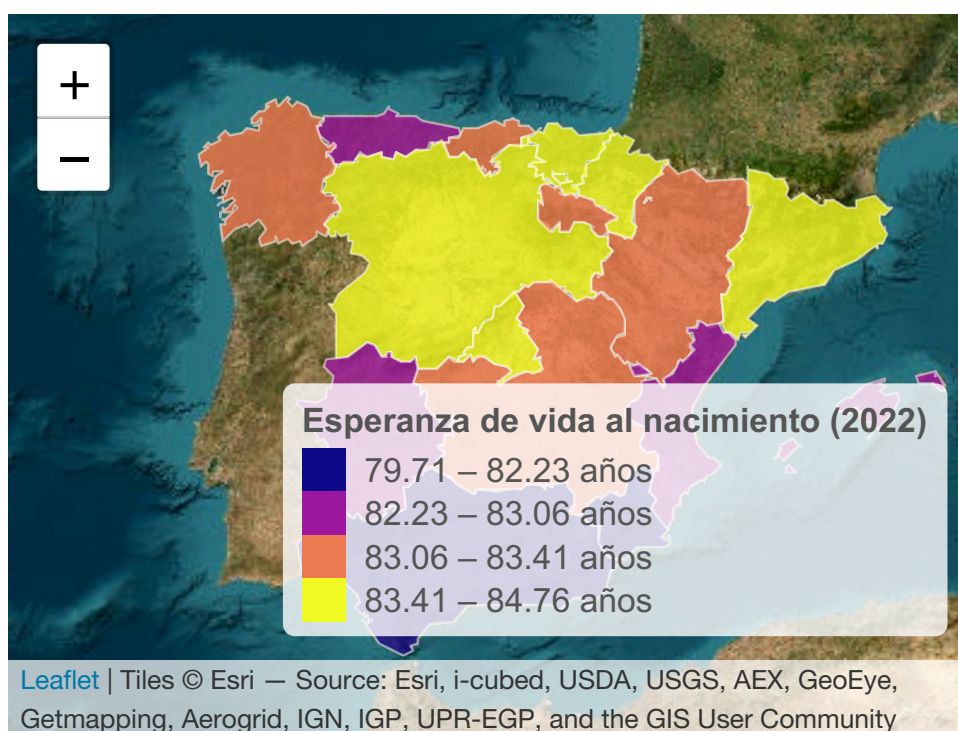 +
−
Esperanza de vida al nacimiento (2022)
79.71 – 82.23 años
82.23 – 83.06 años
83.06 – 83.41 años
83.41 – 84.76 años
Leaflet | Tiles © Esri — Source: Esri, i-cubed, USDA, USGS, AEX, GeoEye,
Getmapping, Aerogrid, IGN, IGP, UPR-EGP, and the GIS User Community